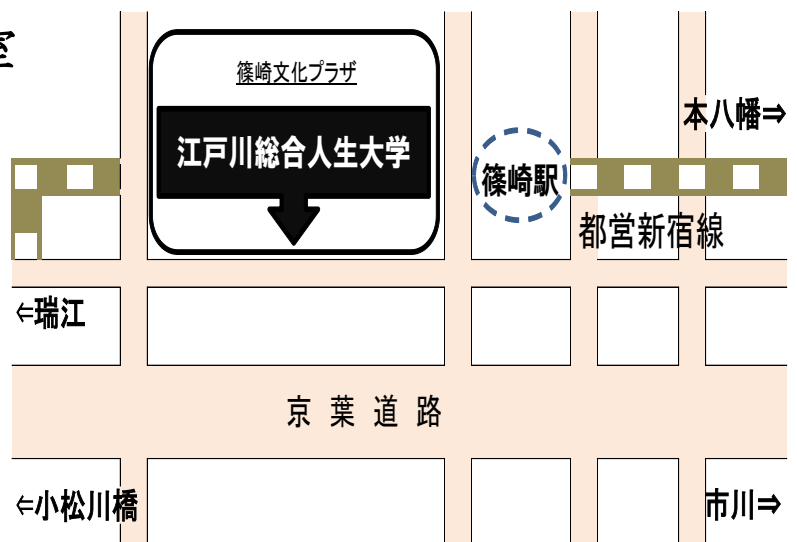 室
篠崎文化プラザ
本八幡⇒
江戸川総合人生大学
篠崎駅
都営新宿線
⇐瑞江
京葉道路
⇐小松川橋
市川⇒